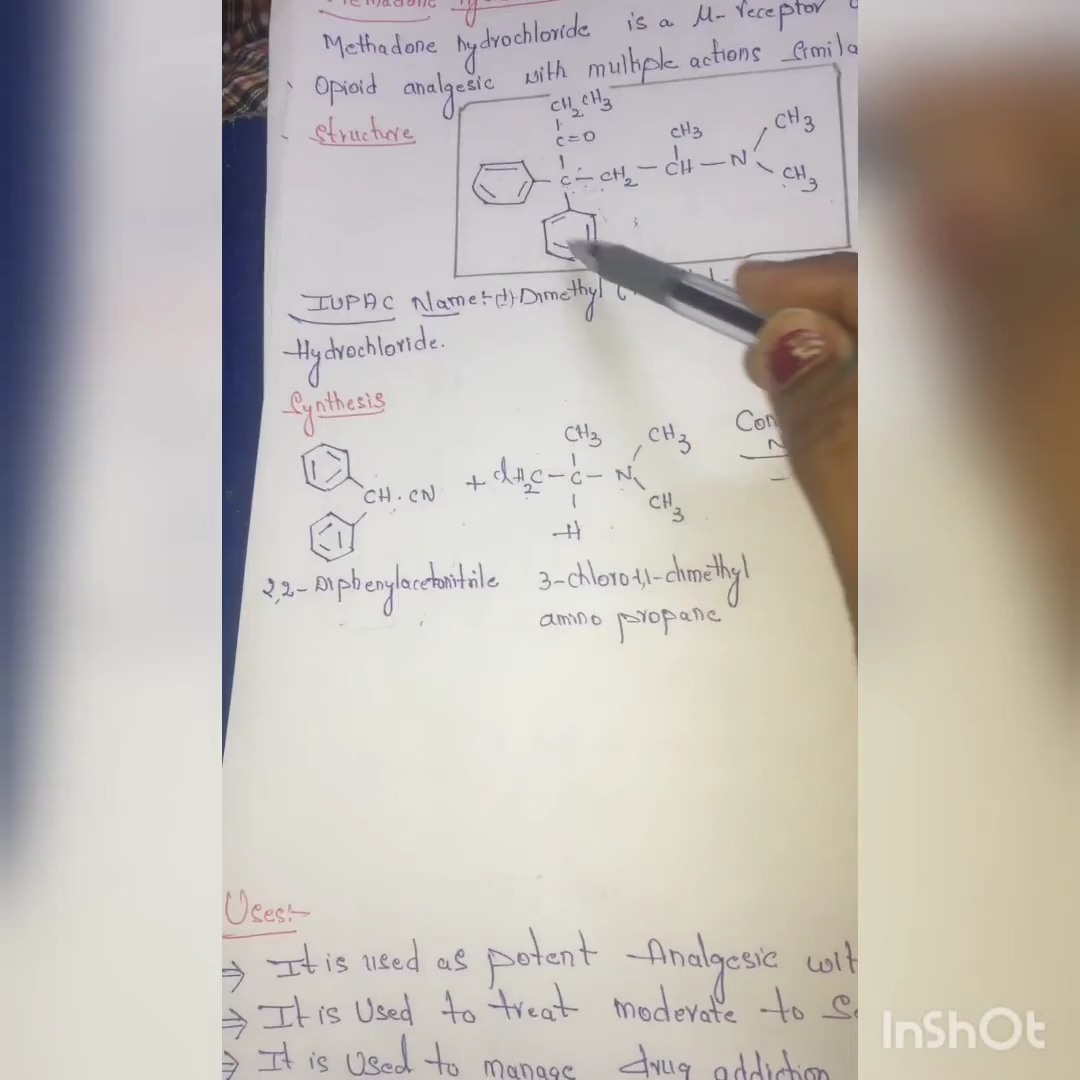 Methadone hydrochloride is a μ-receptor
Opioid analgesic with multiple actions Simila
Structure
CH2CH3
C=O
CH3
CH3
C-CH2-CH-N
CH3
IUPAC Name:-(±)-Dimethyl
Hydrochloride.
Synthesis
CH3
CH3
CH.CN + ClH2C-C-N
CH3
H
2,2-Diphenylacetonitrile 3-chloro-1,1-dimethyl
amino propane
Uses:-
⇒ It is used as potent Analgesic wit
⇒ It is Used to treat moderate to Se
⇒ It is Used to manage drug addiction
InShOt